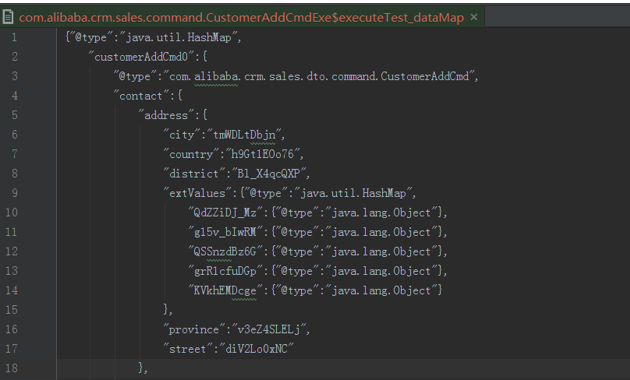 com.alibaba.crm.sales.command.CustomerAddCmdExe$executeTest_dataMap ×
1 {"@type":"java.util.HashMap",
2 "customerAddCmd0":{
3 "@type":"com.alibaba.crm.sales.dto.command.CustomerAddCmd",
4 "contact":{
5 "address":{
6 "city":"tmWDLtDbjn",
7 "country":"h9Gt1EOo76",
8 "district":"B1_X4qcQXP",
9 "extValues":{"@type":"java.util.HashMap",
10 "QdZZiDJ_Mz":{"@type":"java.lang.Object"},
11 "g15v_bIwRM":{"@type":"java.lang.Object"},
12 "QSSnzdBz6G":{"@type":"java.lang.Object"},
13 "grR1cfuDGp":{"@type":"java.lang.Object"},
14 "KVkhEMDcge":{"@type":"java.lang.Object"}
15 },
16 "province":"v3eZ4SLELj",
17 "street":"diV2Lo0xNC"
18 },